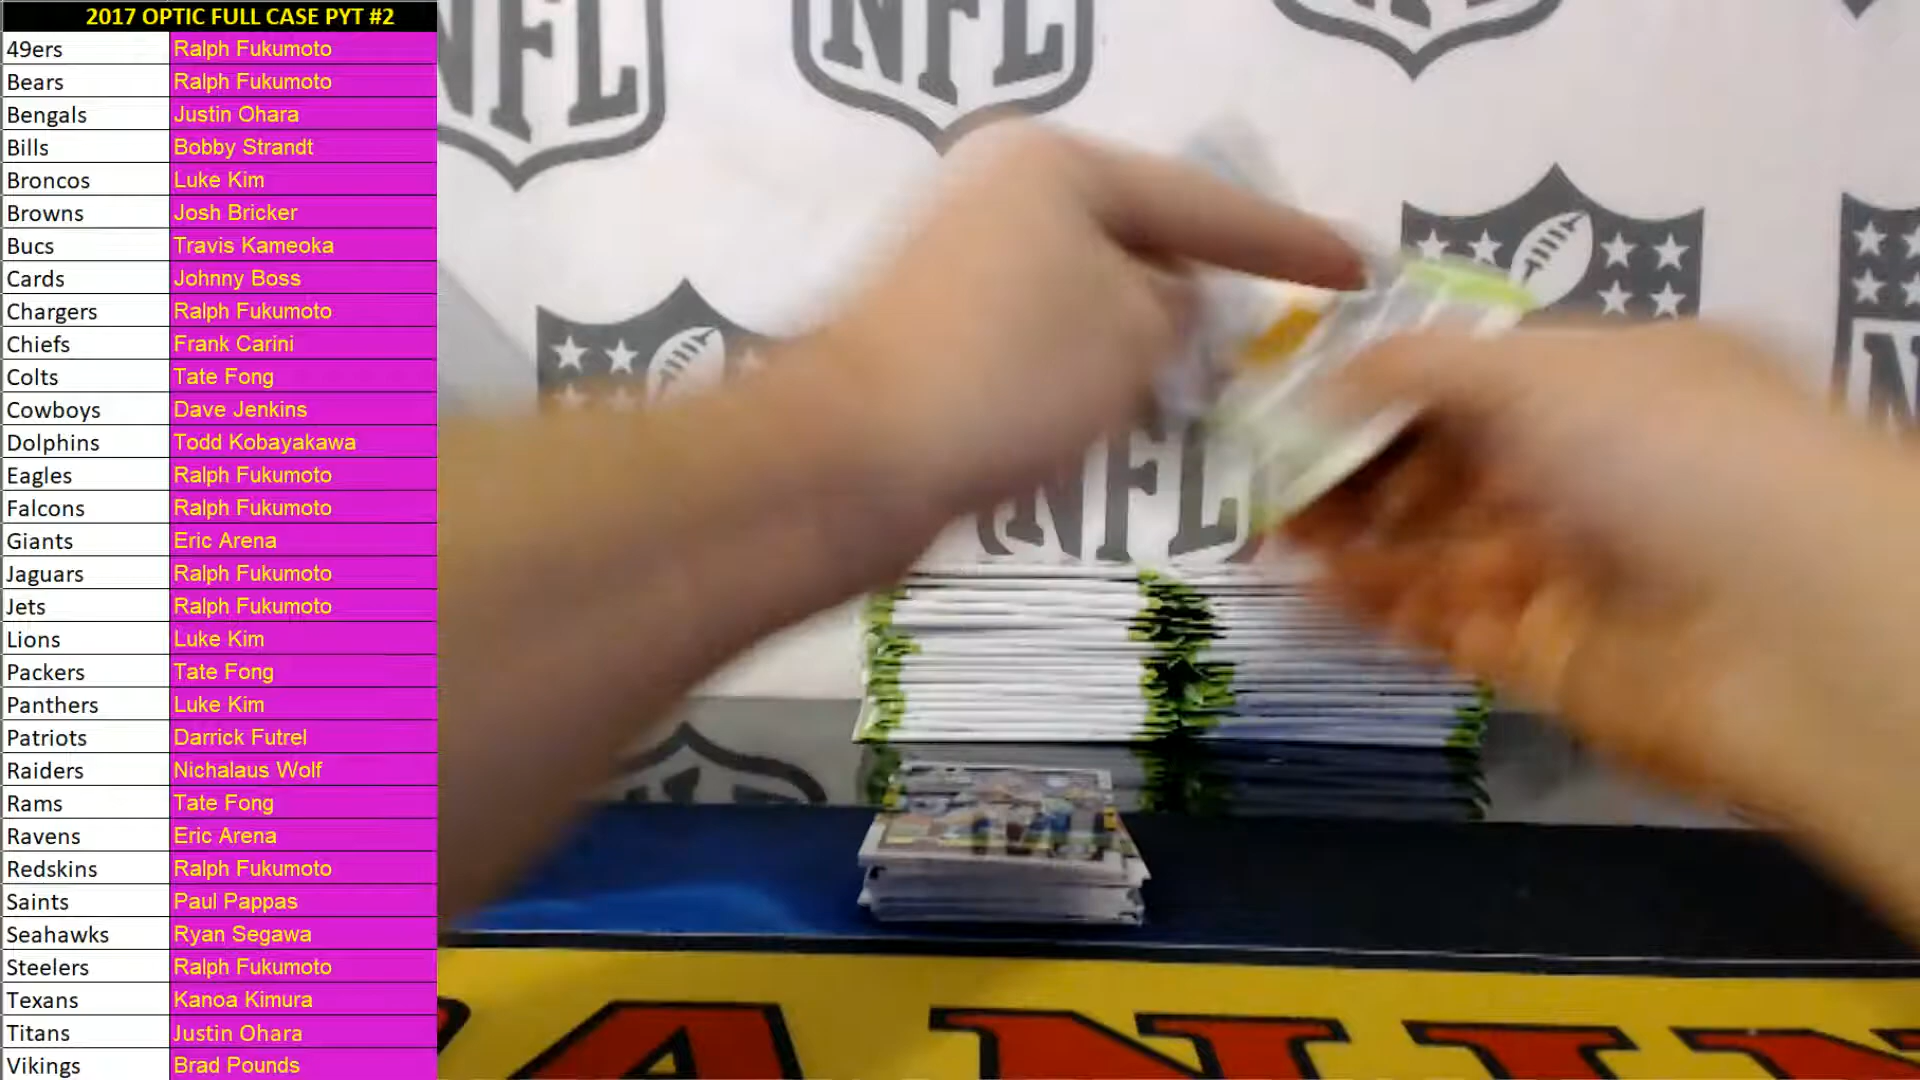 2017 OPTIC FULL CASE PYT #2
49ers Ralph Fukumoto
Bears Ralph Fukumoto
Bengals Justin Ohara
Bills Bobby Strandt
Broncos Luke Kim
Browns Josh Bricker
Bucs Travis Kameoka
Cards Johnny Boss
Chargers Ralph Fukumoto
Chiefs Frank Carini
Colts Tate Fong
Cowboys Dave Jenkins
Dolphins Todd Kobayakawa
Eagles Ralph Fukumoto
Falcons Ralph Fukumoto
Giants Eric Arena
Jaguars Ralph Fukumoto
Jets Ralph Fukumoto
Lions Luke Kim
Packers Tate Fong
Panthers Luke Kim
Patriots Darrick Futrel
Raiders Nichalaus Wolf
Rams Tate Fong
Ravens Eric Arena
Redskins Ralph Fukumoto
Saints Paul Pappas
Seahawks Ryan Segawa
Steelers Ralph Fukumoto
Texans Kanoa Kimura
Titans Justin Ohara
Vikings Brad Pounds
NFL
NFL
NFL
NFL